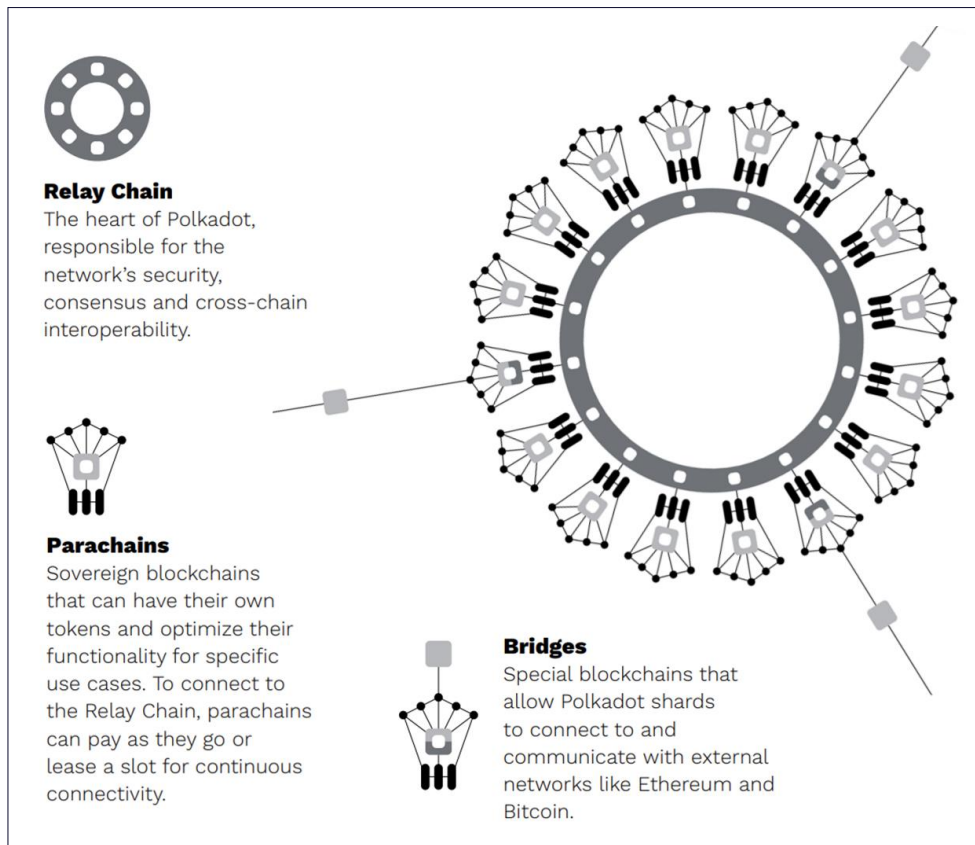 Relay Chain
The heart of Polkadot,
responsible for the
network's security,
consensus and cross-chain
interoperability.
Parachains
Sovereign blockchains
that can have their own
tokens and optimize their
functionality for specific
use cases. To connect to
the Relay Chain, parachains
can pay as they go or
lease a slot for continuous
connectivity.
Bridges
Special blockchains that
allow Polkadot shards
to connect to and
communicate with external
networks like Ethereum and
Bitcoin.